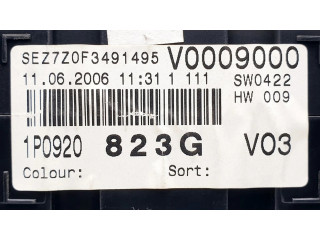 SEZ7Z0F3491495 V0009000
11.06.2006 11:31 1 111 SW0422
HW 009
1P0920 823G V03
Colour: Sort: